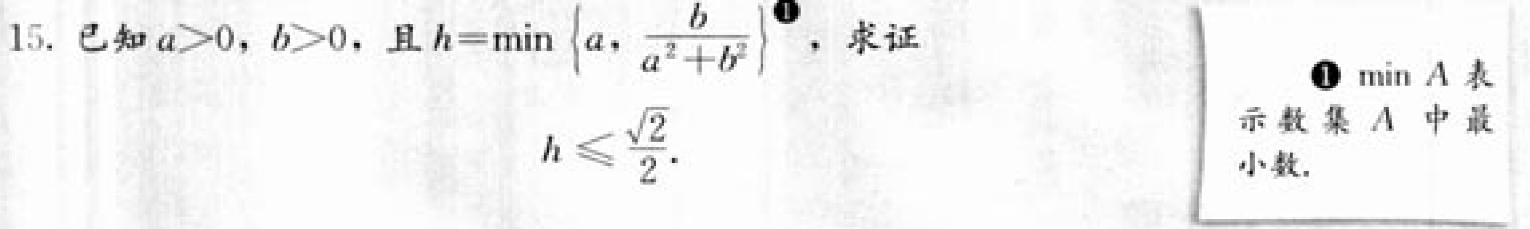 15. 已知 a>0, b>0, 且 h=min {a, b/(a²+b²)}❶, 求证
h ≤ √2/2.
❶ min A 表
示数集 A 中最
小数.